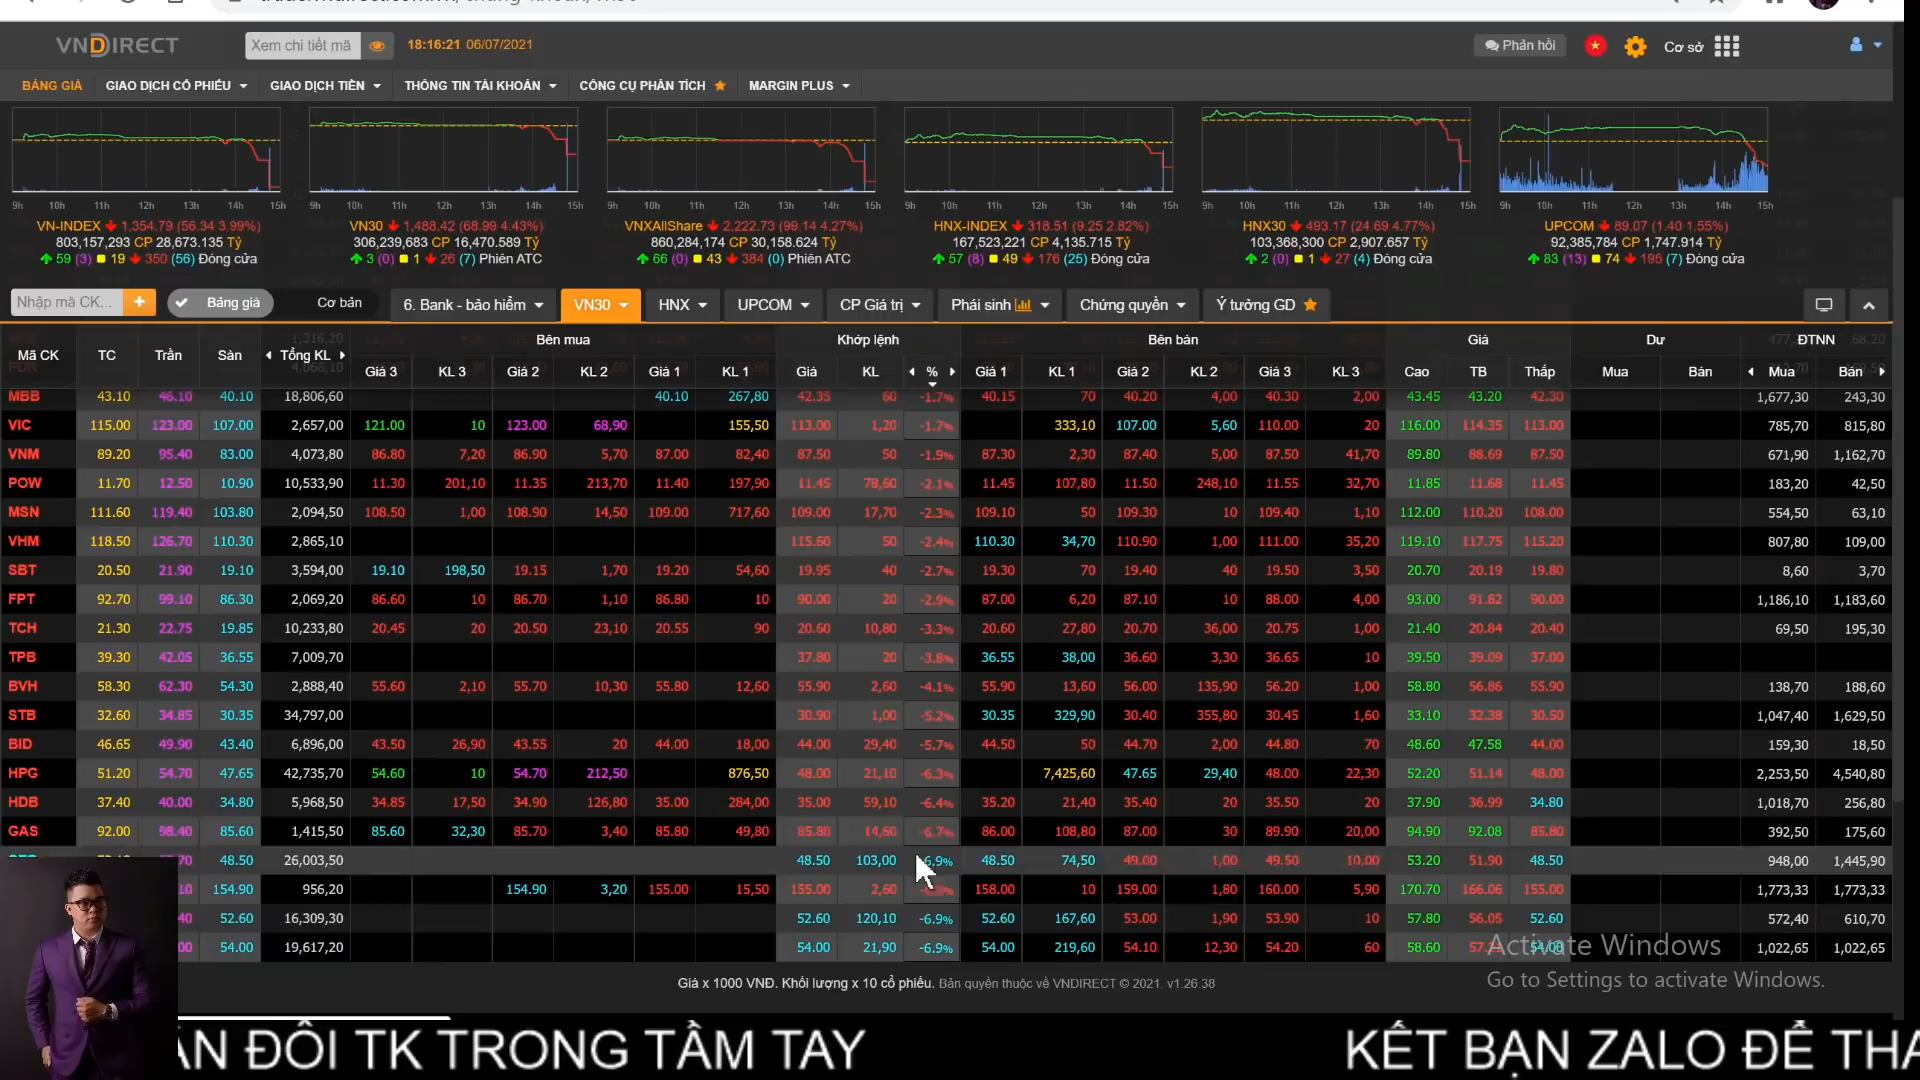 VNDIRECT
Xem chi tiết mã
18:16:21 06/07/2021
Phản hồi
Cơ sở
BẢNG GIÁ GIAO DỊCH CỔ PHIẾU GIAO DỊCH TIỀN THÔNG TIN TÀI KHOẢN CÔNG CỤ PHÂN TÍCH MARGIN PLUS
9h 10h 11h 12h 13h 14h 15h 9h 10h 11h 12h 13h 14h 15h 9h 10h 11h 12h 13h 14h 15h 9h 10h 11h 12h 13h 14h 15h 9h 10h 11h 12h 13h 14h 15h 9h 10h 11h 12h 13h 14h 15h
VN-INDEX 1,354.79 (56.34 3.99%) VN30 1,488.42 (68.99 4.43%) VNXAllShare 2,222.73 (99.14 4.27%) HNX-INDEX 318.51 (9.25 2.82%) HNX30 493.17 (24.69 4.77%) UPCOM 89.07 (1.40 1.55%)
803,157,293 CP 28,673.135 Tỷ 306,239,683 CP 16,470.589 Tỷ 860,284,174 CP 30,158.624 Tỷ 167,523,221 CP 4,135.715 Tỷ 103,368,300 CP 2,907.657 Tỷ 92,385,784 CP 1,747.914 Tỷ
59 (3) 19 350 (56) Đóng cửa 3 (0) 1 26 (7) Phiên ATC 66 (0) 43 384 (0) Phiên ATC 57 (8) 49 176 (25) Đóng cửa 2 (0) 1 27 (4) Đóng cửa 83 (13) 74 195 (7) Đóng cửa
Nhập mã CK... + Bảng giá Cơ bản 6. Bank - bảo hiểm VN30 HNX UPCOM CP Giá trị Phái sinh Chứng quyền Ý tưởng GD
Mã CK TC Trần Sàn Tổng KL Bên mua Khớp lệnh Bên bán Giá Dư ĐTNN
Giá 3 KL 3 Giá 2 KL 2 Giá 1 KL 1 Giá KL % Giá 1 KL 1 Giá 2 KL 2 Giá 3 KL 3 Cao TB Thấp Mua Bán Mua Bán
MBB 43.10 46.10 40.10 18,806,60 40.10 267,80 42.35 60 -1.7% 40.15 70 40.20 4,00 40.30 2,00 43.45 43.20 42.30 1,677,30 243,30
VIC 115.00 123.00 107.00 2,657,00 121.00 10 123.00 68,90 155,50 113.00 1,20 -1.7% 333,10 107.00 5,60 110.00 20 116.00 114.35 113.00 785,70 815,80
VNM 89.20 95.40 83.00 4,073,80 86.80 7,20 86.90 5,70 87.00 82,40 87.50 50 -1.9% 87.30 2,30 87.40 5,00 87.50 41,70 89.80 88.69 87.50 671,90 1,162,70
POW 11.70 12.50 10.90 10,533,90 11.30 201,10 11.35 213,70 11.40 197,90 11.45 78,60 -2.1% 11.45 107,80 11.50 248,10 11.55 32,70 11.85 11.68 11.45 183,20 42,50
MSN 111.60 119.40 103.80 2,094,50 108.50 1,00 108.90 14,50 109.00 717,60 109.00 17,70 -2.3% 109.10 50 109.30 10 109.40 1,10 112.00 110.20 108.00 554,50 63,10
VHM 118.50 126.70 110.30 2,865,10 115.60 50 -2.4% 110.30 34,70 110.90 1,00 111.00 35,20 119.10 117.75 115.20 807,80 109,00
SBT 20.50 21.90 19.10 3,594,00 19.10 198,50 19.15 1,70 19.20 54,60 19.95 40 -2.7% 19.30 70 19.40 40 19.50 3,50 20.70 20.19 19.80 8,60 3,70
FPT 92.70 99.10 86.30 2,069,20 86.60 10 86.70 1,10 86.80 10 90.00 20 -2.9% 87.00 6,20 87.10 10 88.00 4,00 93.00 91.82 90.00 1,186,10 1,183,60
TCH 21.30 22.75 19.85 10,233,80 20.45 20 20.50 23,10 20.55 90 20.60 10,80 -3.3% 20.60 27,80 20.70 36,00 20.75 1,00 21.40 20.84 20.40 69,50 195,30
TPB 39.30 42.05 36.55 7,009,70 37.80 20 -3.8% 36.55 38,00 36.60 3,30 36.65 10 39.50 39.09 37.00
BVH 58.30 62.30 54.30 2,888,40 55.60 2,10 55.70 10,30 55.80 12,60 55.90 2,60 -4.1% 55.90 13,60 56.00 135,90 56.20 1,00 58.80 56.86 55.90 138,70 188,60
STB 32.60 34.85 30.35 34,797,00 30.90 1,00 -5.2% 30.35 329,90 30.40 355,80 30.45 1,60 33.10 32.38 30.50 1,047,40 1,629,50
BID 46.65 49.90 43.40 6,896,00 43.50 26,90 43.55 20 44.00 18,00 44.00 29,40 -5.7% 44.50 50 44.70 2,00 44.80 70 48.60 47.58 44.00 159,30 18,50
HPG 51.20 54.70 47.65 42,735,70 54.60 10 54.70 212,50 876,50 48.00 21,10 -6.3% 7,425,60 47.65 29,40 48.00 22,30 52.20 51.14 48.00 2,253,50 4,540,80
HDB 37.40 40.00 34.80 5,968,50 34.85 17,50 34.90 126,80 35.00 284,00 35.00 59,10 -6.4% 35.20 21,40 35.40 20 35.50 20 37.90 36.99 34.80 1,018,70 256,80
GAS 92.00 98.40 85.60 1,415,50 85.60 32,30 85.70 3,40 85.80 49,80 85.80 14,60 -6.7% 86.00 108,80 87.00 30 89.90 20,00 94.90 92.08 85.80 392,50 175,60
48.50 26,003,50 48.50 103,00 6.9% 48.50 74,50 49.00 1,00 49.50 10,00 53.20 51.90 48.50 948,00 1,445,90
154.90 956,20 154.90 3,20 155.00 15,50 155.00 2,60 158.00 10 159.00 1,80 160.00 5,90 170.70 166.06 155.00 1,773,33 1,773,33
52.60 16,309,30 52.60 120,10 -6.9% 52.60 167,60 53.00 1,90 53.90 10 57.80 56.05 52.60 572,40 610,70
54.00 19,617,20 54.00 21,90 -6.9% 54.00 219,60 54.10 12,30 54.20 60 58.60 54.00 1,022,65 1,022,65
Activate Windows
Go to Settings to activate Windows.
Giá x 1000 VNĐ. Khối lượng x 10 cổ phiếu. Bản quyền thuộc về VNDIRECT © 2021. v1.26.38
ÂN ĐÔI TK TRONG TẦM TAY KẾT BẠN ZALO ĐỂ THA